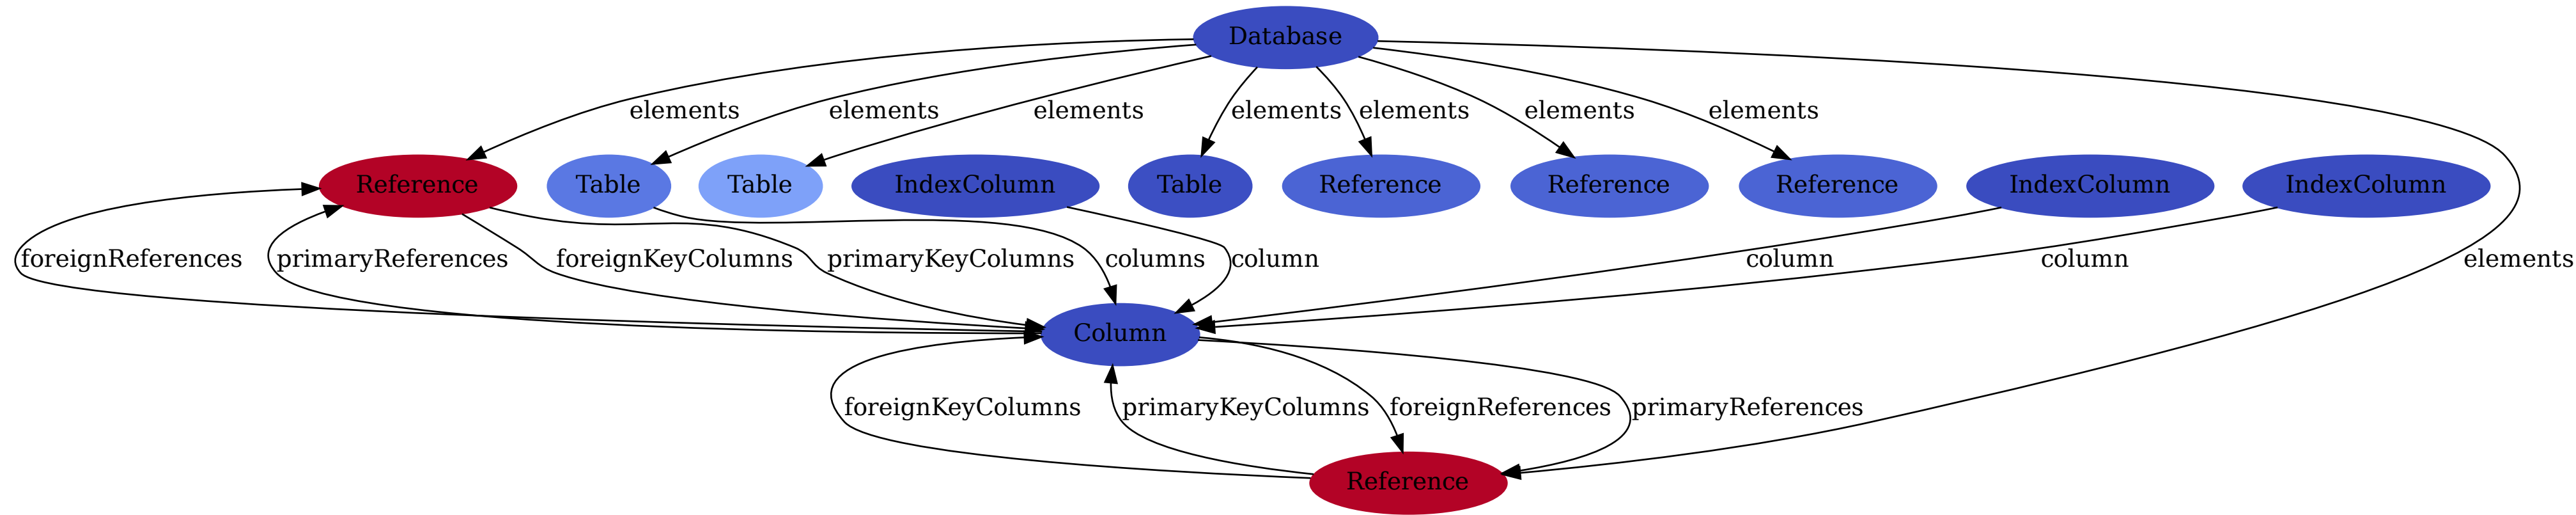 Database
elements
elements
elements
elements
elements
elements
elements
Reference
Table
Table
IndexColumn
Table
Reference
Reference
Reference
IndexColumn
IndexColumn
foreignReferences
primaryReferences
foreignKeyColumns
primaryKeyColumns
columns
column
column
column
elements
Column
foreignKeyColumns
primaryKeyColumns
foreignReferences
primaryReferences
Reference